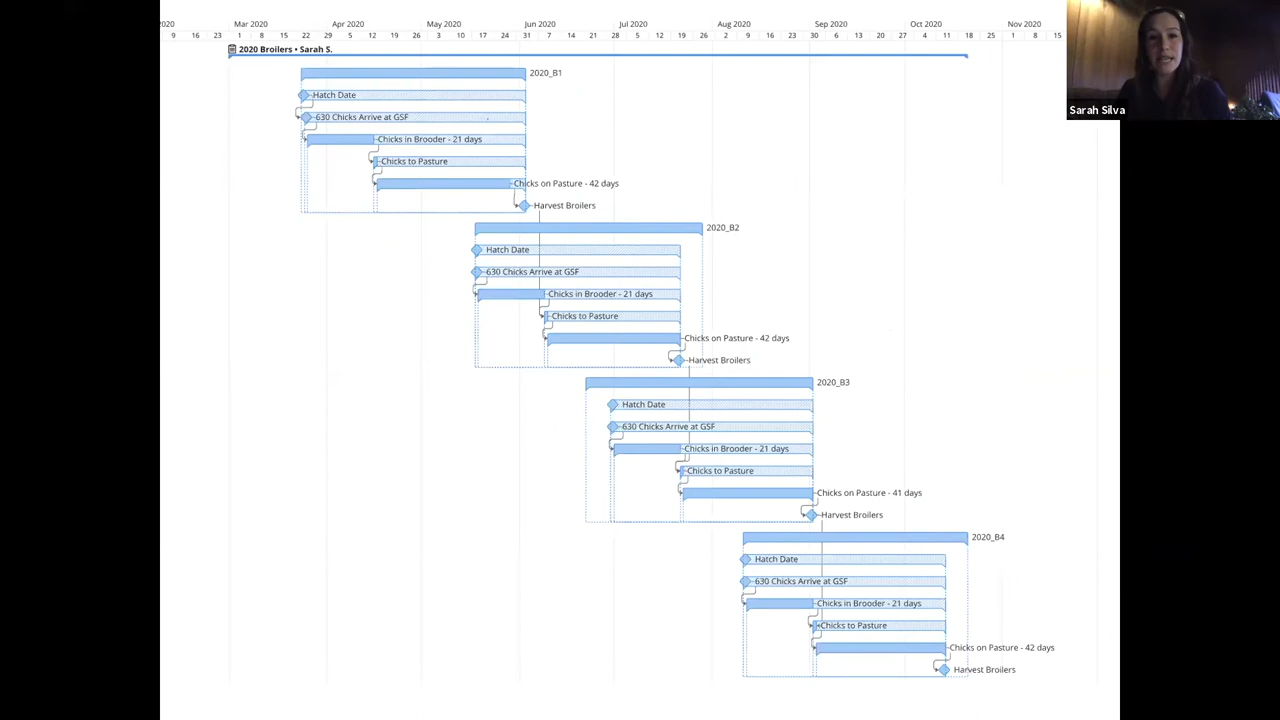 2020 Mar 2020 Apr 2020 May 2020 Jun 2020 Jul 2020 Aug 2020 Sep 2020 Oct 2020 Nov 2020
9 16 23 1 8 15 22 29 5 12 19 26 3 10 17 24 31 7 14 21 28 5 12 19 26 2 9 16 23 30 6 13 20 27 4 11 18 25 1 8 15
2020 Broilers • Sarah S.
2020_B1
Hatch Date
630 Chicks Arrive at GSF
Chicks in Brooder - 21 days
Chicks to Pasture
Chicks on Pasture - 42 days
Harvest Broilers
2020_B2
Hatch Date
630 Chicks Arrive at GSF
Chicks in Brooder - 21 days
Chicks to Pasture
Chicks on Pasture - 42 days
Harvest Broilers
2020_B3
Hatch Date
630 Chicks Arrive at GSF
Chicks in Brooder - 21 days
Chicks to Pasture
Chicks on Pasture - 41 days
Harvest Broilers
2020_B4
Hatch Date
630 Chicks Arrive at GSF
Chicks in Brooder - 21 days
Chicks to Pasture
Chicks on Pasture - 42 days
Harvest Broilers
Sarah Silva